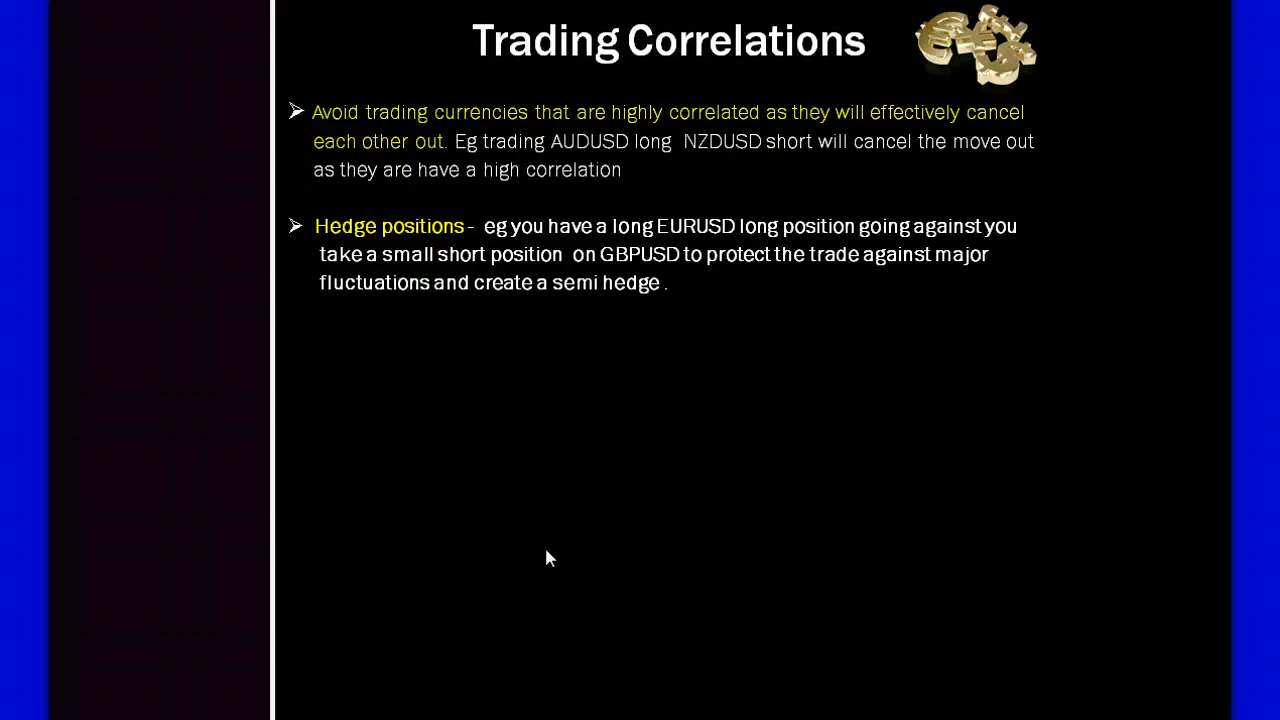 Trading Correlations
Avoid trading currencies that are highly correlated as they will effectively cancel
each other out. Eg trading AUDUSD long NZDUSD short will cancel the move out
as they are have a high correlation
Hedge positions - eg you have a long EURUSD long position going against you
take a small short position on GBPUSD to protect the trade against major
fluctuations and create a semi hedge .